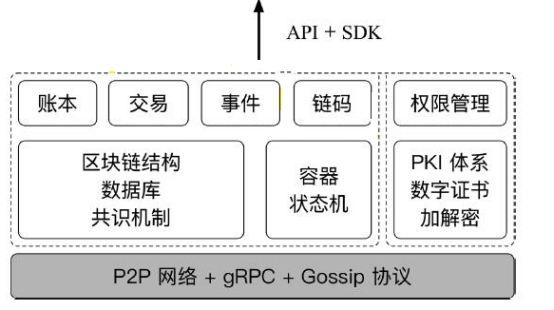 API + SDK
账本
交易
事件
链码
权限管理
区块链结构
数据库
共识机制
容器
状态机
PKI 体系
数字证书
加解密
P2P 网络 + gRPC + Gossip 协议